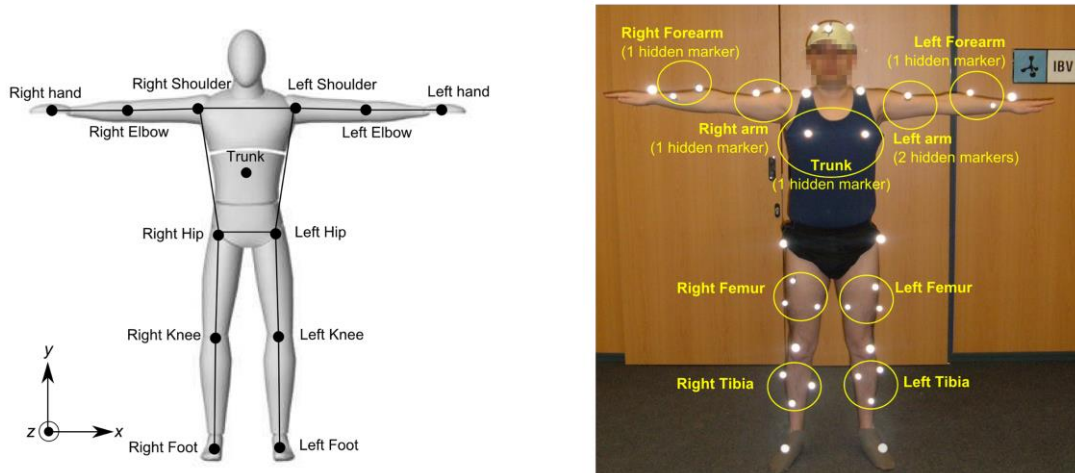 Right Shoulder
Left Shoulder
Right hand
Left hand
Right Elbow
Left Elbow
Trunk
Right Hip
Left Hip
Right Knee
Left Knee
y
z
x
Right Foot
Left Foot
Right Forearm
(1 hidden marker)
Left Forearm
(1 hidden marker)
IBV
Right arm
(1 hidden marker)
Left arm
(2 hidden markers)
Trunk
(1 hidden marker)
Right Femur
Left Femur
Right Tibia
Left Tibia